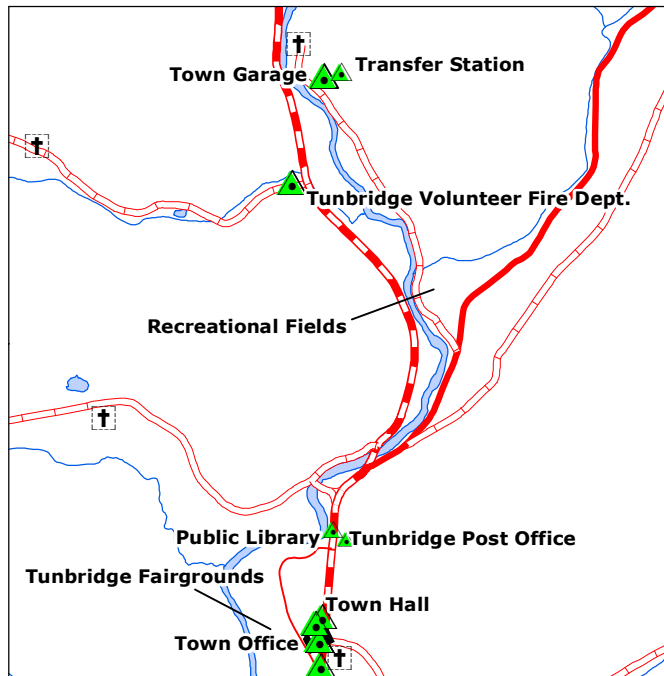 Transfer Station
Town Garage
Tunbridge Volunteer Fire Dept.
Recreational Fields
Public Library
Tunbridge Post Office
Tunbridge Fairgrounds
Town Hall
Town Office